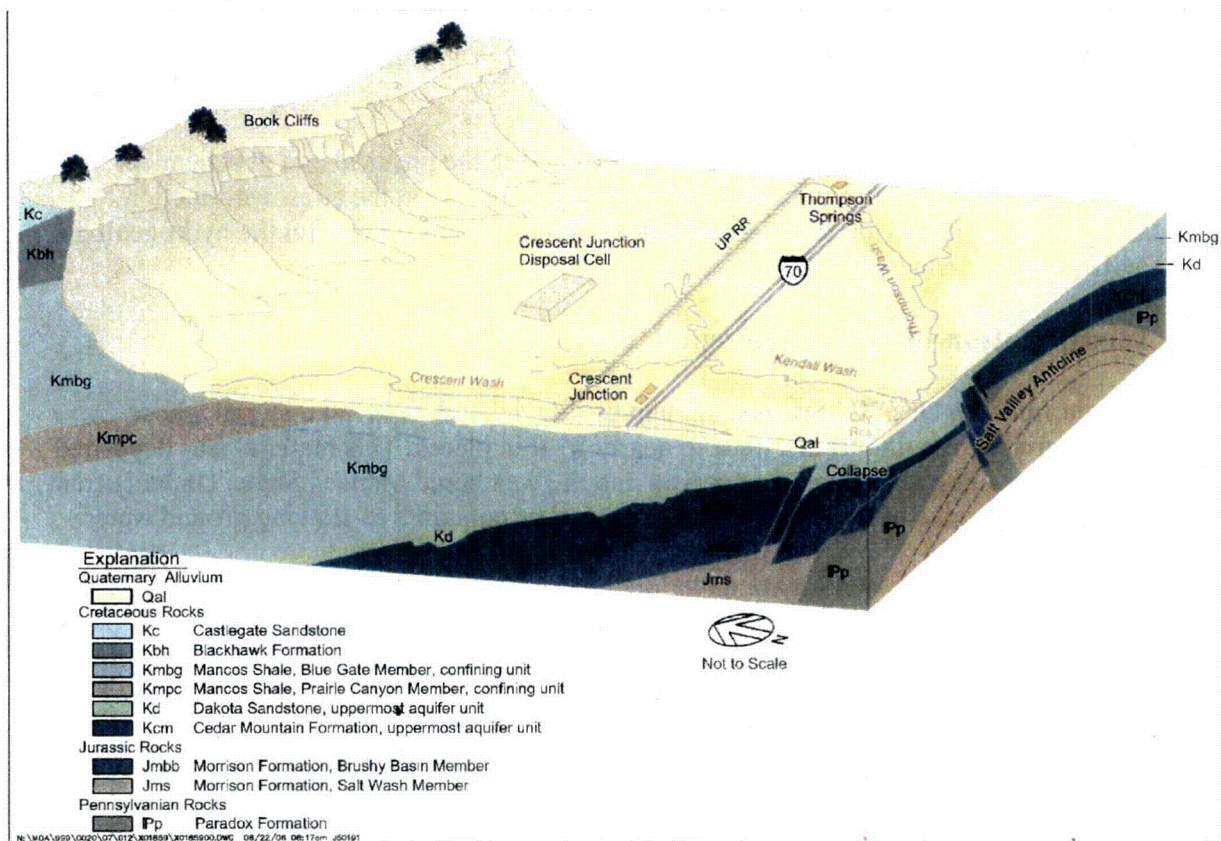 Book Cliffs
Kc
Kbh
Thompson
Springs
UP RR
Crescent Junction
Disposal Cell
70
Thompson Wash
Kmbg
Kd
IPp
Kmbg
Crescent Wash
Kendall Wash
Crescent
Junction
Salt Valley Anticline
Kmpc
Kmbg
Qal
Collapse
Kd
IPp
Jms
IPp
N
Not to Scale
Explanation
Quaternary Alluvium
Qal
Cretaceous Rocks
Kc Castlegate Sandstone
Kbh Blackhawk Formation
Kmbg Mancos Shale, Blue Gate Member, confining unit
Kmpc Mancos Shale, Prairie Canyon Member, confining unit
Kd Dakota Sandstone, uppermost aquifer unit
Kcm Cedar Mountain Formation, uppermost aquifer unit
Jurassic Rocks
Jmbb Morrison Formation, Brushy Basin Member
Jms Morrison Formation, Salt Wash Member
Pennsylvanian Rocks
IPp Paradox Formation